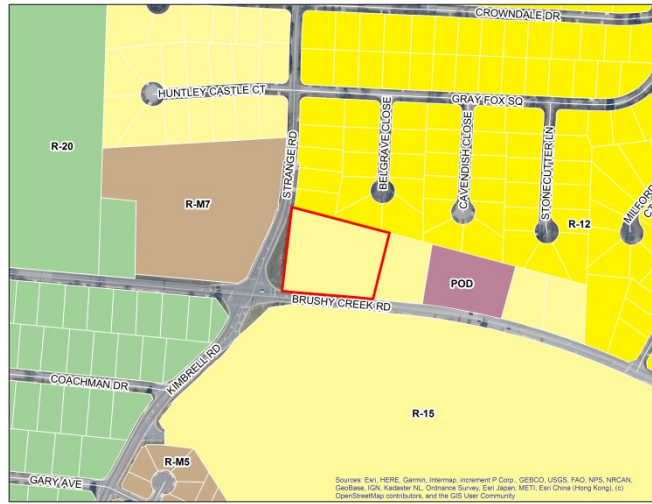 CROWNDALE DR
HUNTLEY CASTLE CT
GRAY FOX SQ
R-20
STRANGE RD
BELGRAVE CLOSE
CAVENDISH CLOSE
STONECUTTER LN
R-M7
MILFORD CT
R-12
POD
BRUSHY CREEK RD
KIMBRELL RD
COACHMAN DR
R-15
R-M5
GARY AVE
Sources: Esri, HERE, Garmin, Intermap, increment P Corp., GEBCO, USGS, FAO, NPS, NRCAN,
GeoBase, IGN, Kadaster NL, Ordnance Survey, Esri Japan, METI, Esri China (Hong Kong), (c)
OpenStreetMap contributors, and the GIS User Community